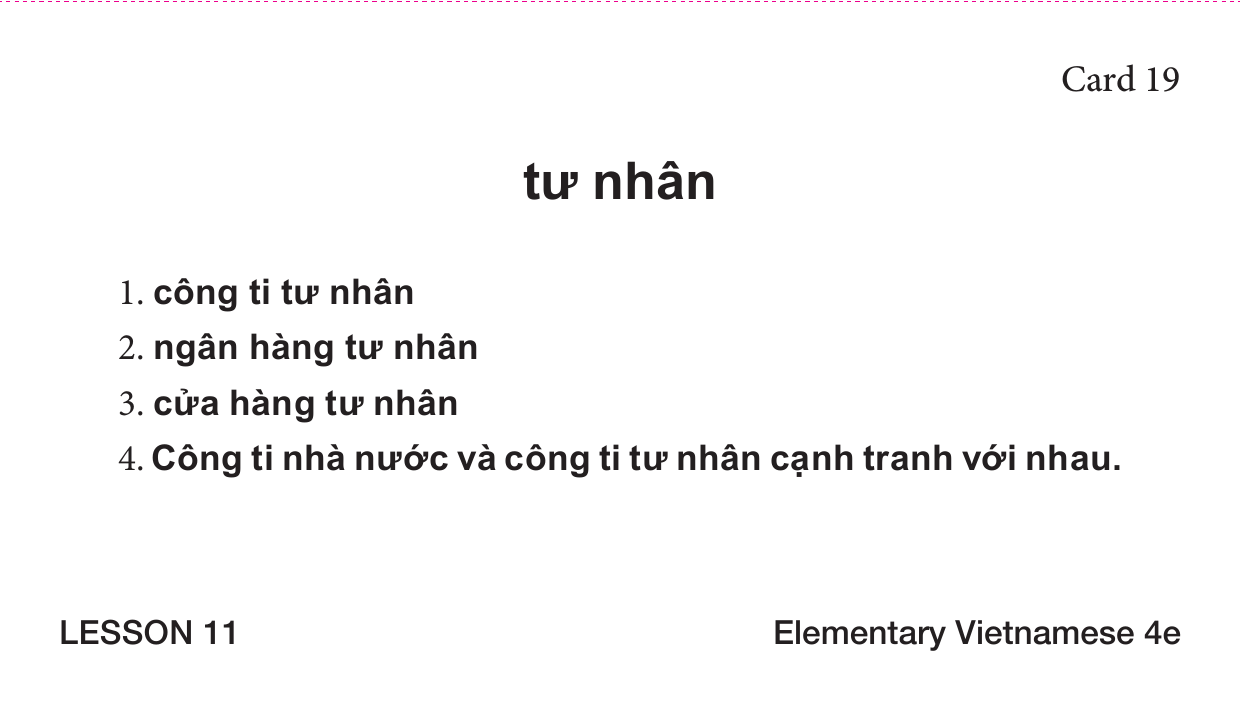 Card 19
tư nhân
1. công ti tư nhân
2. ngân hàng tư nhân
3. cửa hàng tư nhân
4. Công ti nhà nước và công ti tư nhân cạnh tranh với nhau.
LESSON 11
Elementary Vietnamese 4e